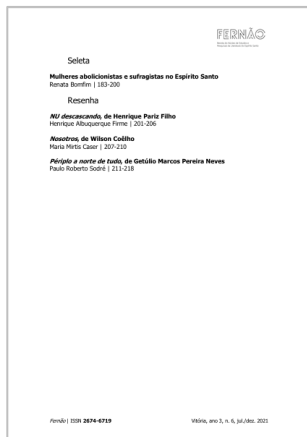 FERNÃO
Seleta
Mulheres abolicionistas e sufragistas no Espírito Santo
Renata Bomfim | 183-200
Resenha
NU descascando, de Henrique Pariz Filho
Henrique Albuquerque Firme | 201-206
Nosotros, de Wilson Coêlho
Maria Mirtis Caser | 207-210
Périplo a norte de tudo, de Getúlio Marcos Pereira Neves
Paulo Roberto Sodré | 211-218
Fernão | ISSN 2674-6719
Vitória, ano 3, n. 6, jul./dez. 2021